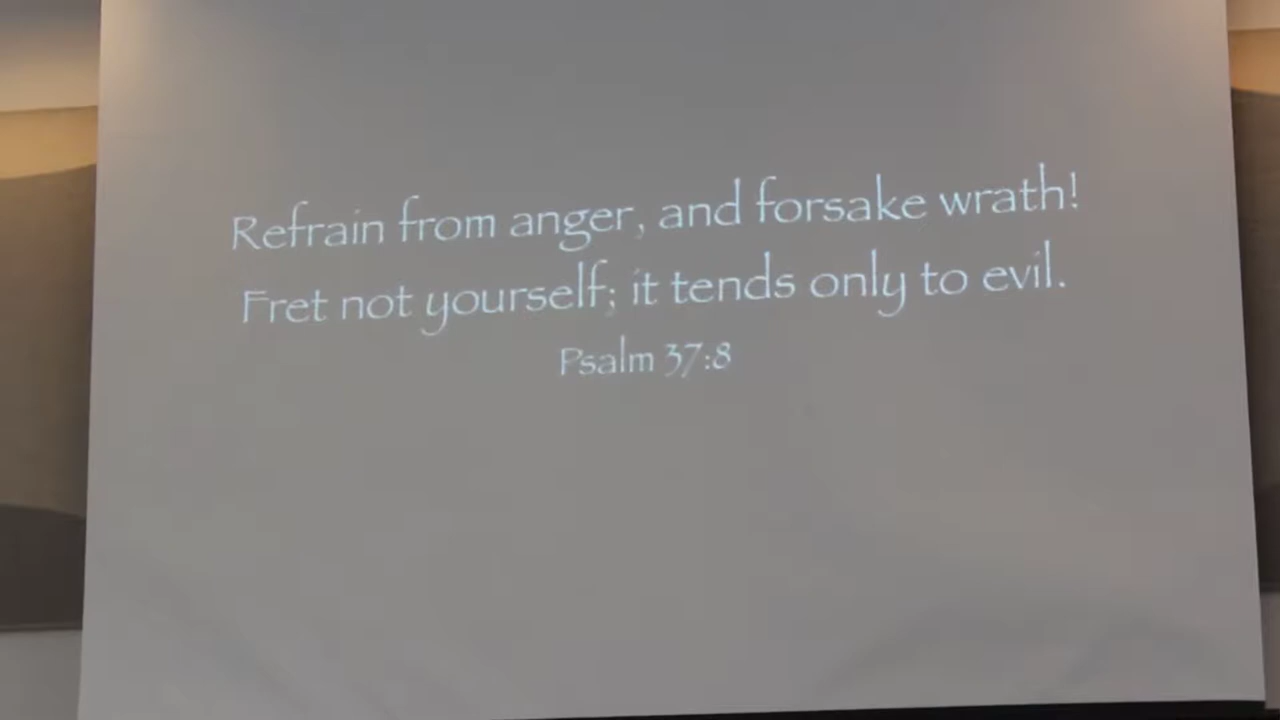 Refrain from anger, and forsake wrath!
Fret not yourself; it tends only to evil.
Psalm 37:8